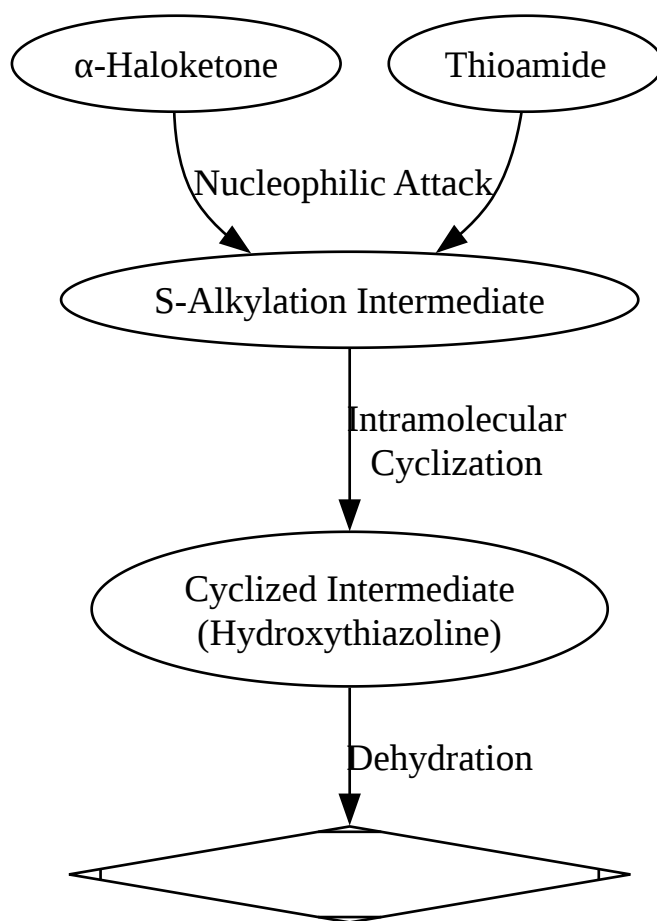 α-Haloketone
Thioamide
Nucleophilic Attack
S-Alkylation Intermediate
Intramolecular
Cyclization
Cyclized Intermediate
(Hydroxythiazoline)
Dehydration